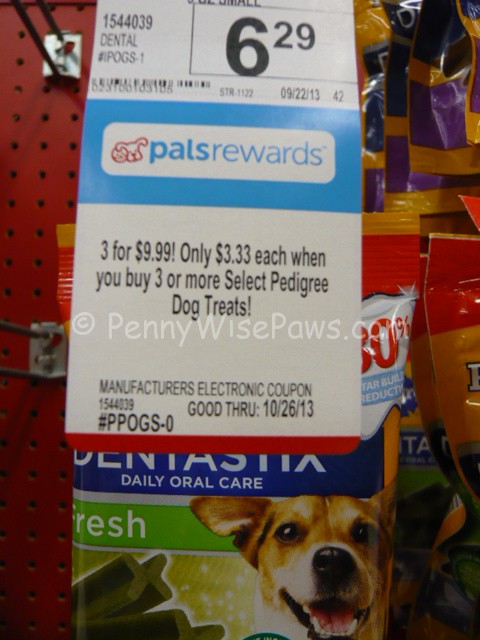 1544039
DENTAL
#IPOGS-1
6 29
023100103105
STR-1122 09/22/13 42
palsrewards
3 for $9.99! Only $3.33 each when
you buy 3 or more Select Pedigree
Dog Treats!
© PennyWisePaws.com
MANUFACTURERS ELECTRONIC COUPON
1544039 GOOD THRU: 10/26/13
#PPOGS-0
DENTASTIX
DAILY ORAL CARE
resh